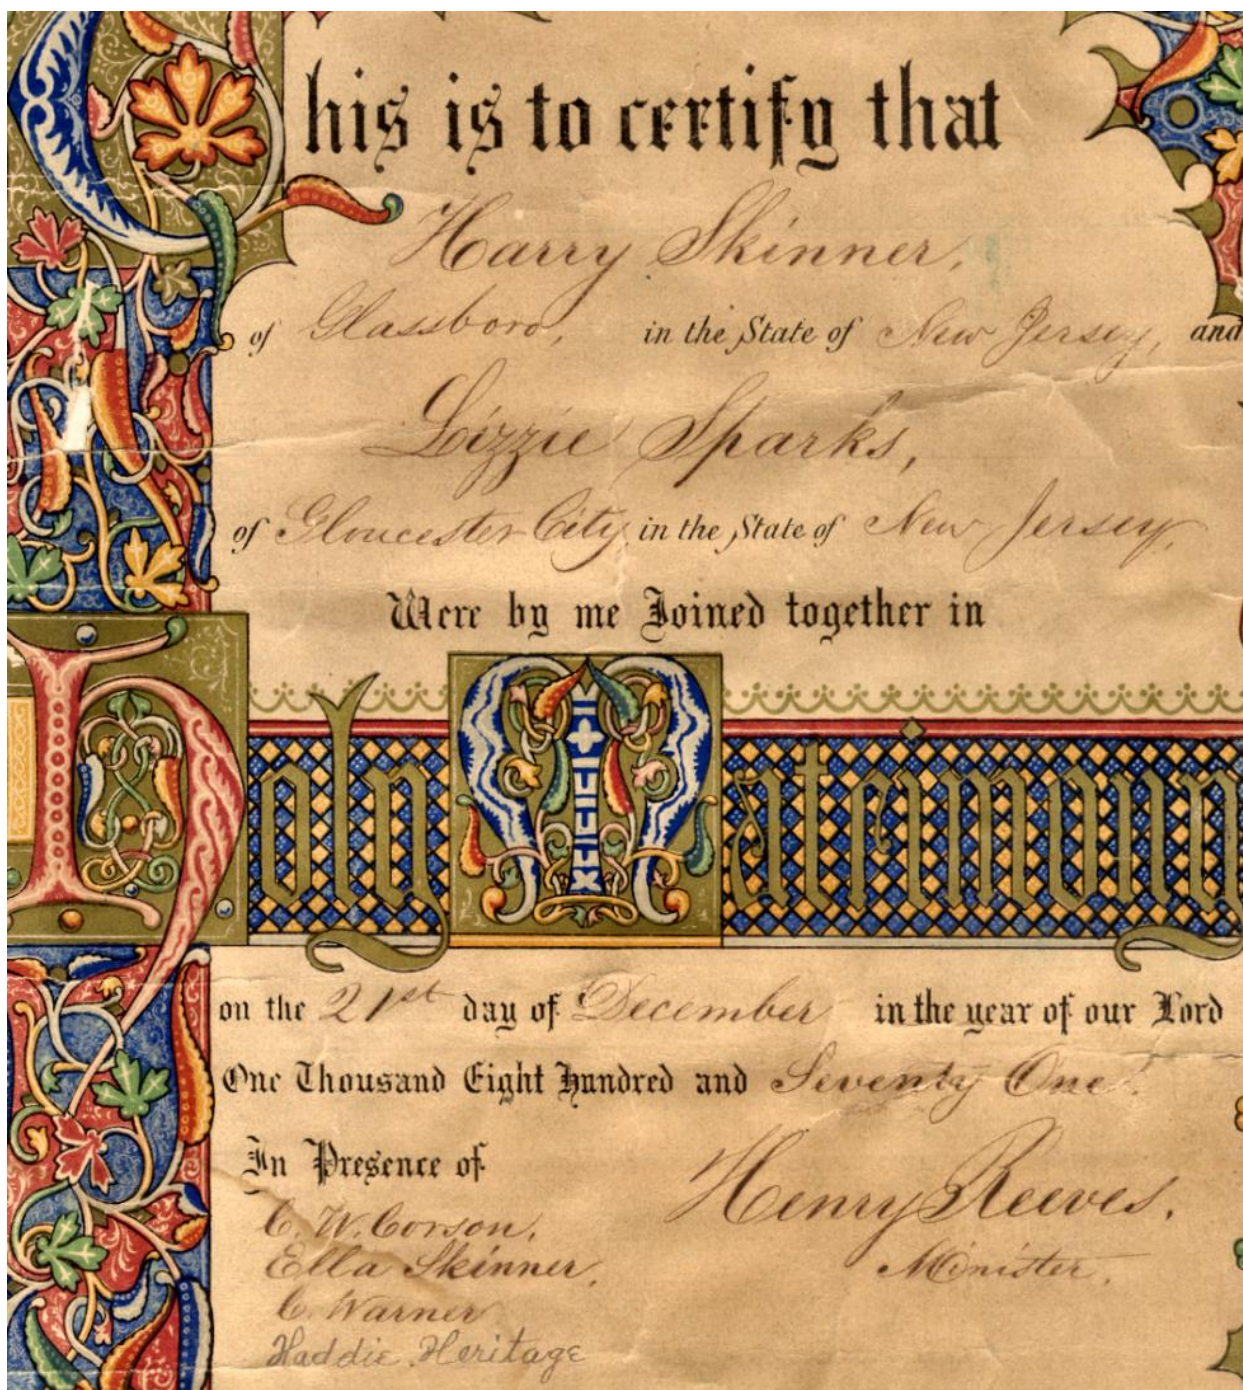 This is to certify that
Harry Skinner,
of Glassboro, in the State of New Jersey, and
Lizzie Sparks,
of Gloucester City, in the State of New Jersey,
Were by me Joined together in
Holy Matrimony
on the 21st day of December in the year of our Lord
One Thousand Eight Hundred and Seventy One.
In Presence of
Henry Reeves,
C. W. Corson,
Ella Skinner,
Minister,
C. Warner
Haddie Heritage